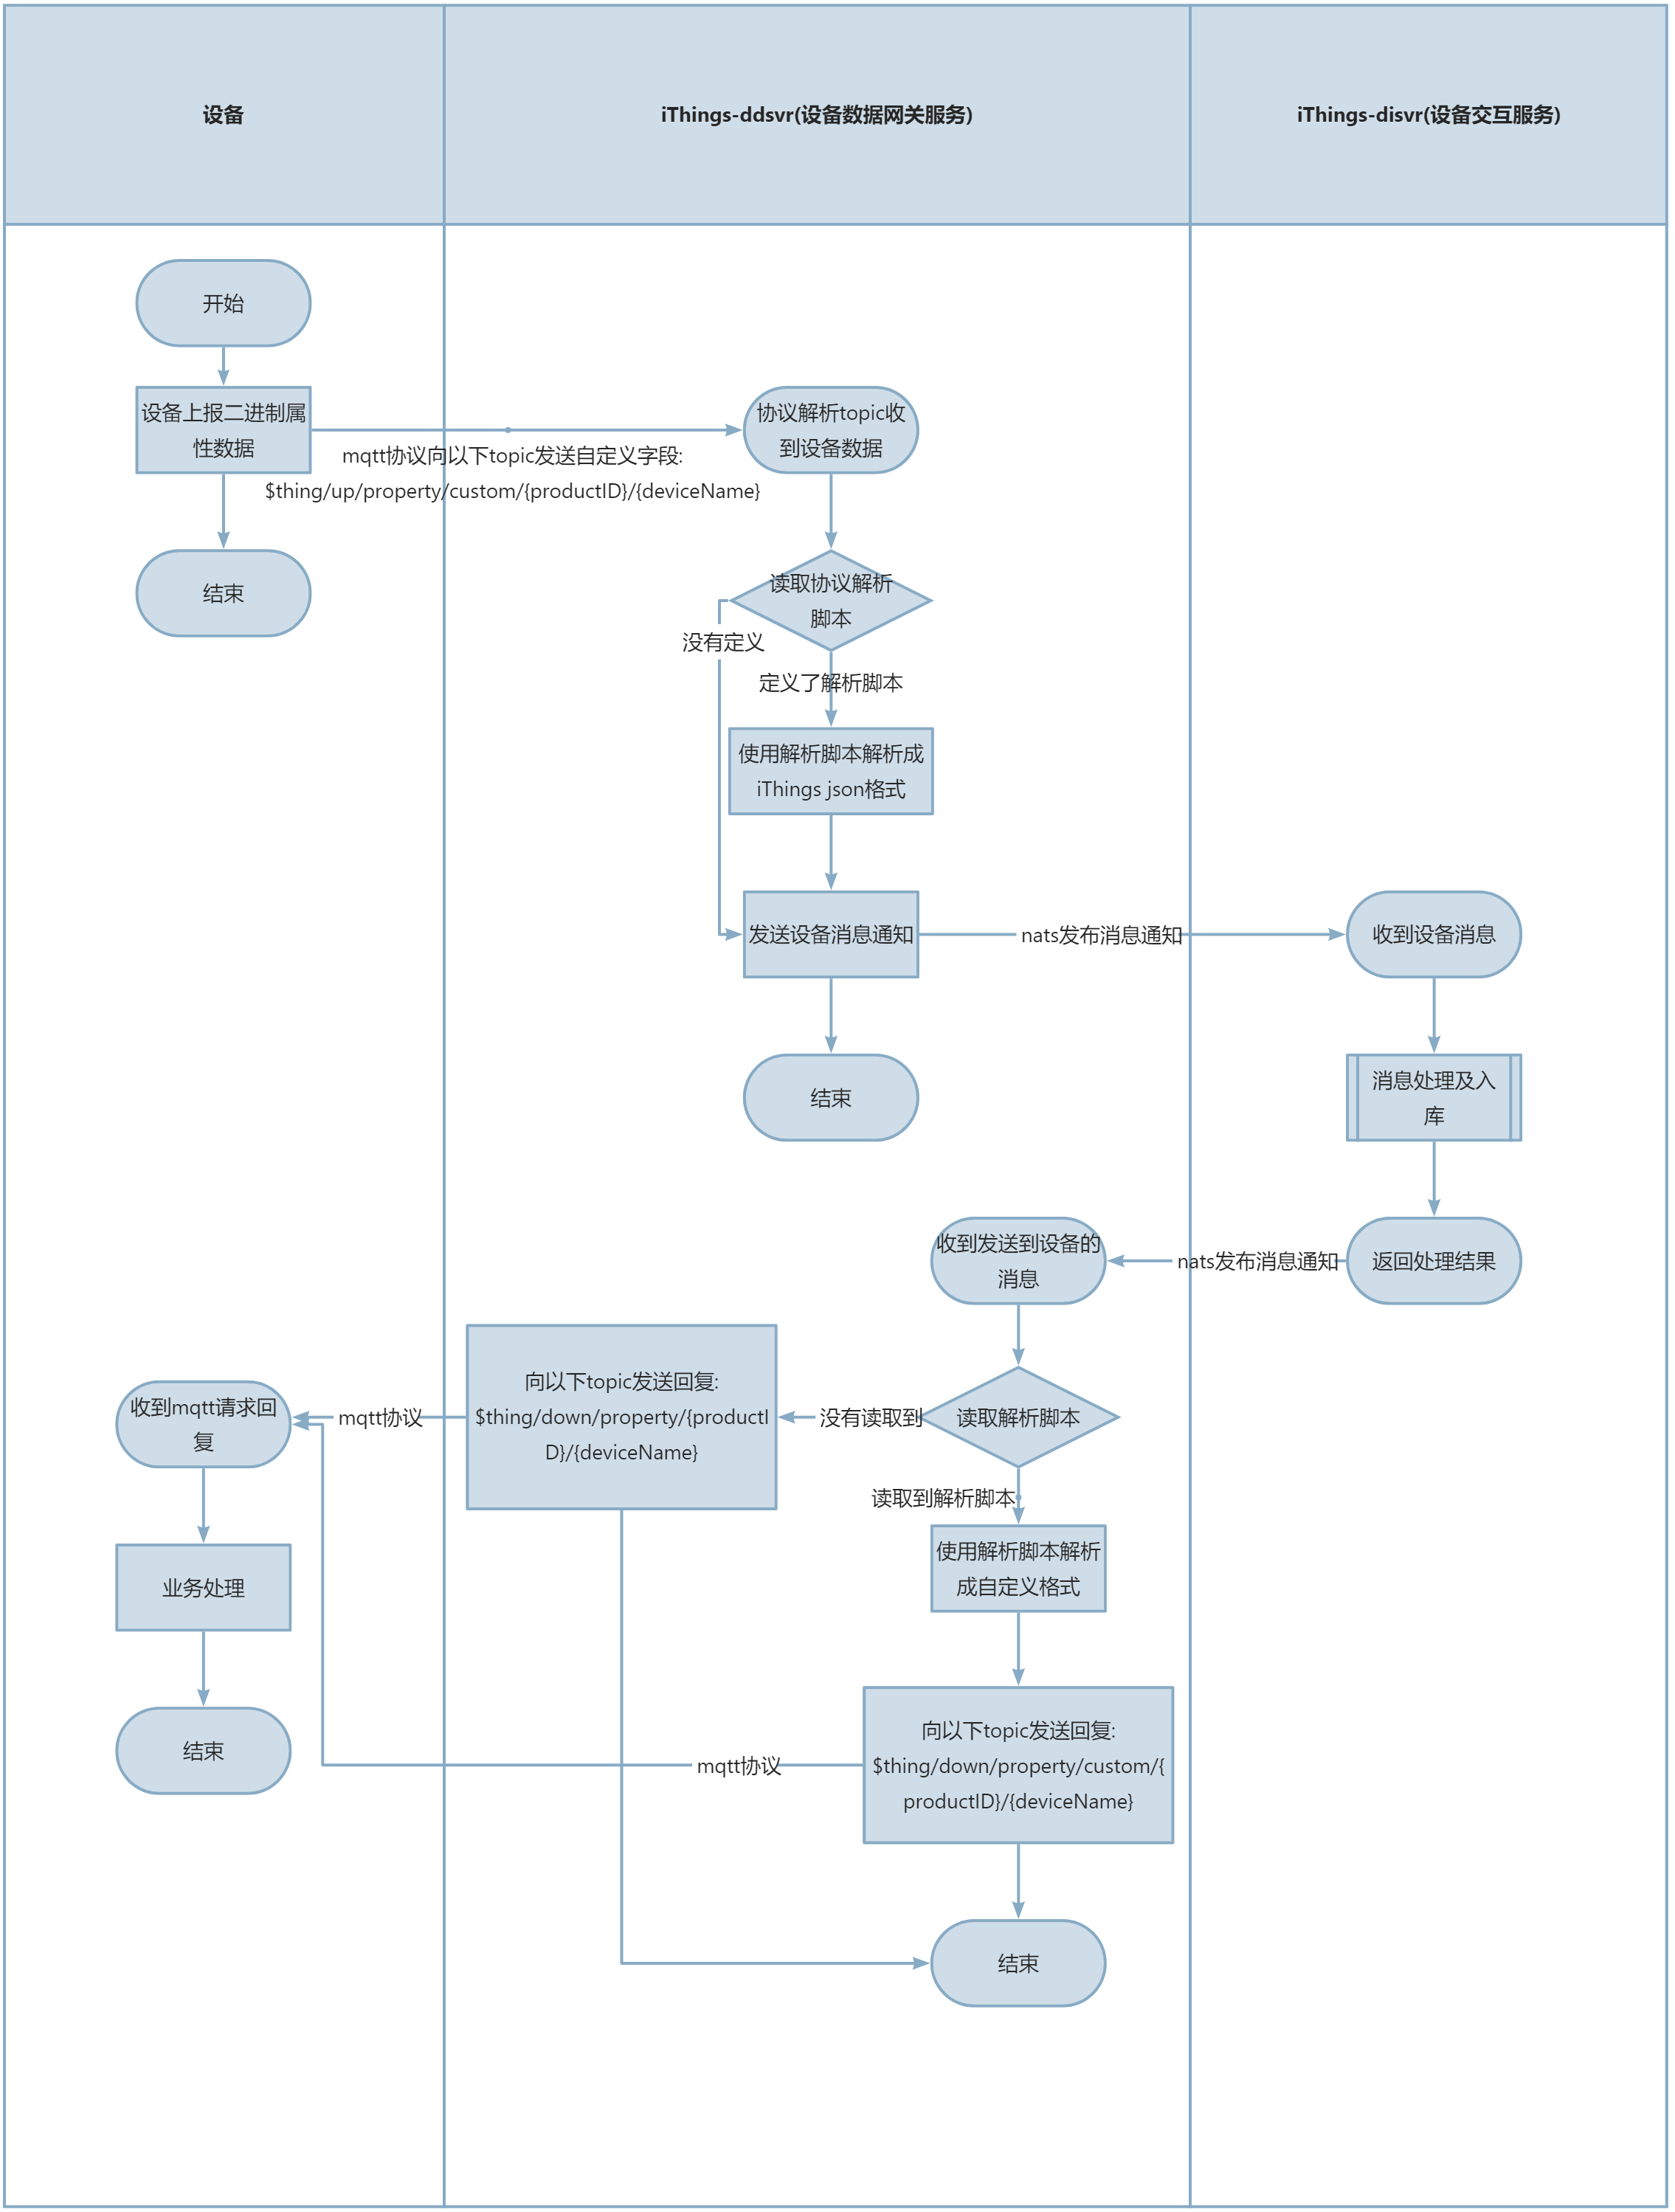 设备
iThings-ddsvr(设备数据网关服务)
iThings-disvr(设备交互服务)
开始
设备上报二进制属
性数据
mqtt协议向以下topic发送自定义字段:
$thing/up/property/custom/{productID}/{deviceName}
协议解析topic收
到设备数据
结束
读取协议解析
脚本
没有定义
定义了解析脚本
使用解析脚本解析成
iThings json格式
发送设备消息通知
nats发布消息通知
收到设备消息
结束
消息处理及入
库
收到发送到设备的
消息
nats发布消息通知
返回处理结果
向以下topic发送回复:
$thing/down/property/{productI
D}/{deviceName}
收到mqtt请求回
复
mqtt协议
没有读取到
读取解析脚本
读取到解析脚本
使用解析脚本解析
成自定义格式
业务处理
结束
mqtt协议
向以下topic发送回复:
$thing/down/property/custom/{
productID}/{deviceName}
结束